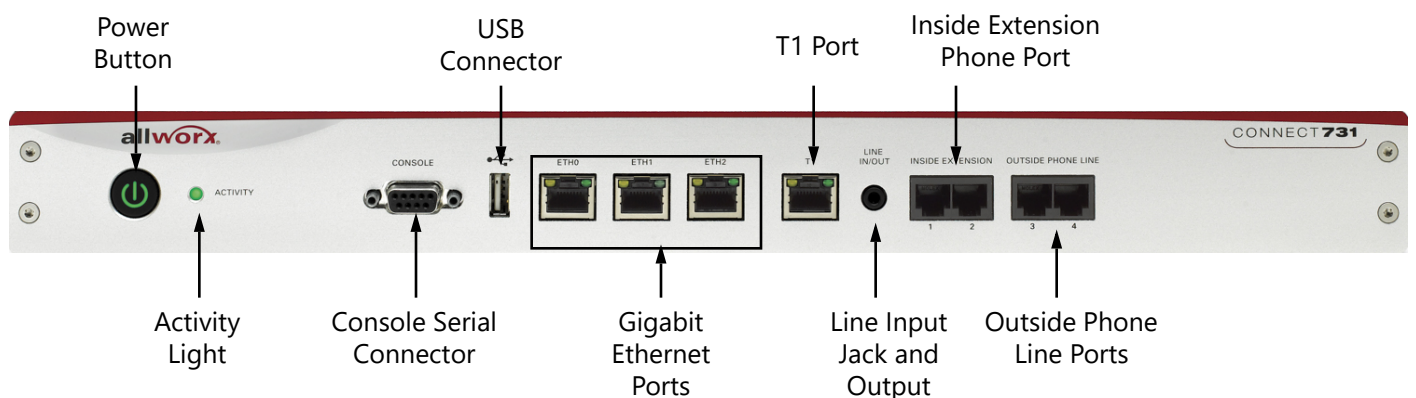 Power
Button
USB
Connector
T1 Port
Inside Extension
Phone Port
allworx.
CONNECT731
ACTIVITY
CONSOLE
ETH0
ETH1
ETH2
LINE
IN/OUT
INSIDE EXTENSION
OUTSIDE PHONE LINE
1
2
3
4
Activity
Light
Console Serial
Connector
Gigabit
Ethernet
Ports
Line Input
Jack and
Output
Outside Phone
Line Ports